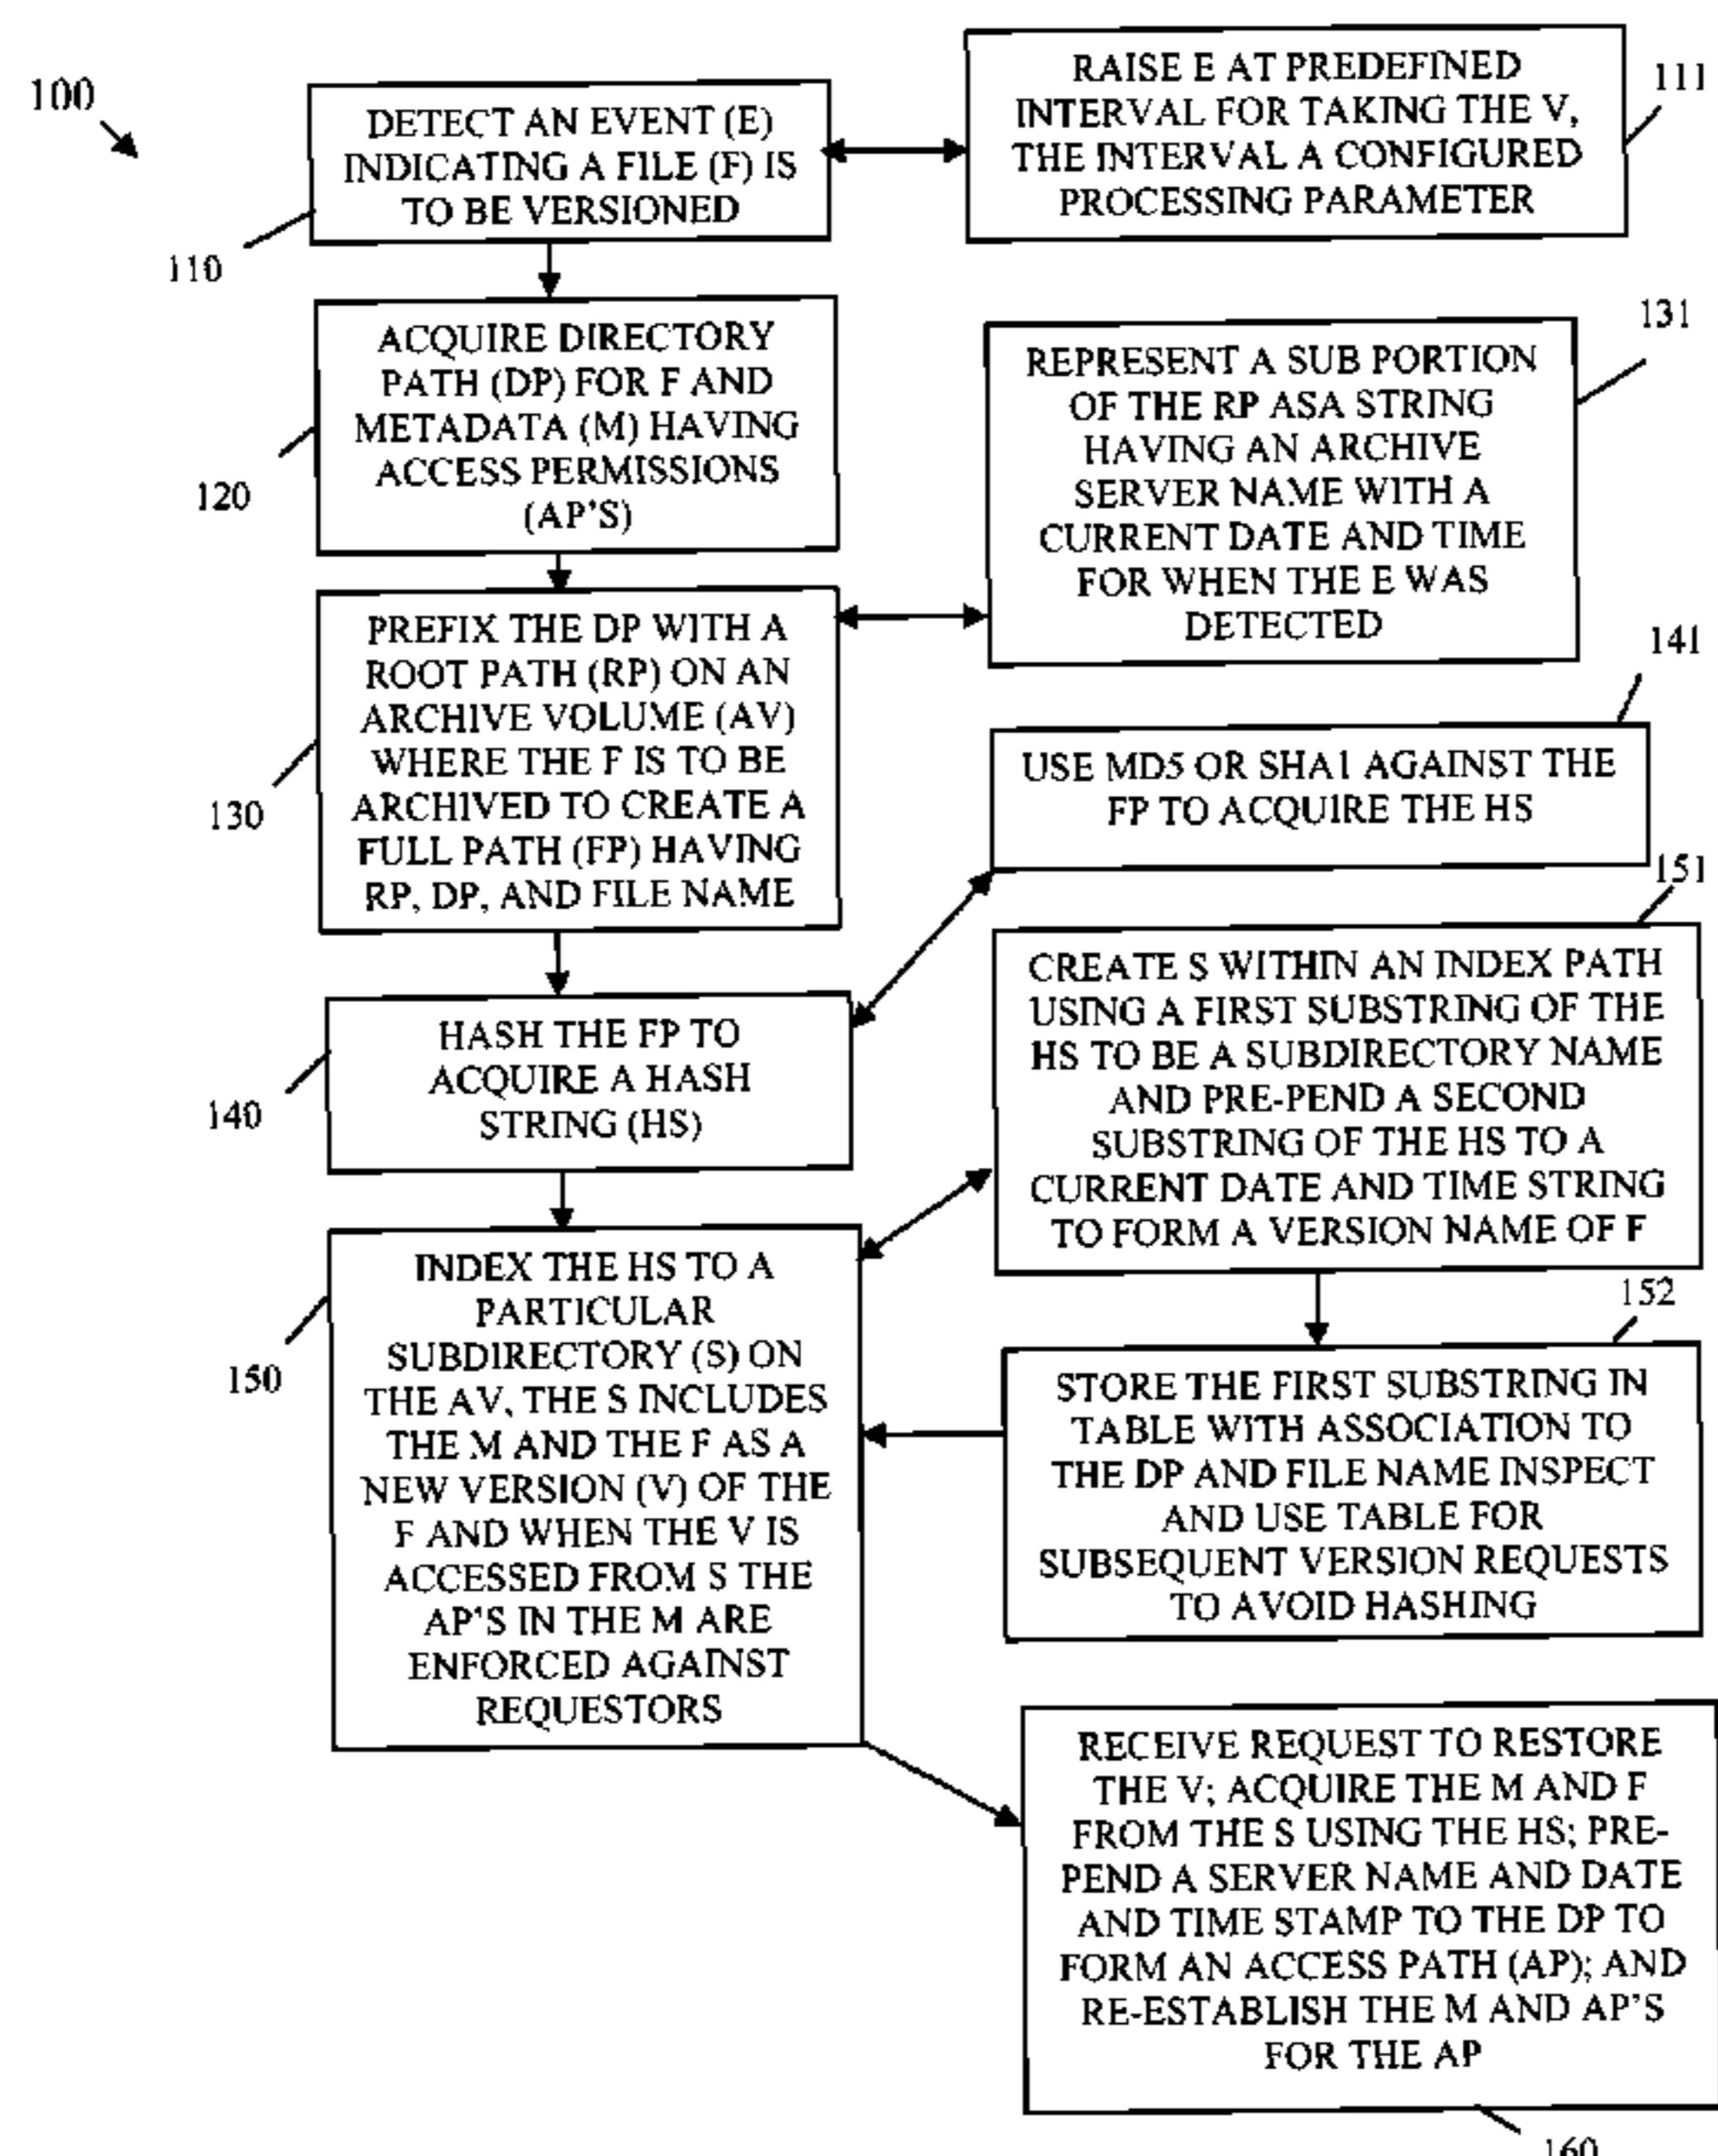 100
DETECT AN EVENT (E)
INDICATING A FILE (F) IS
TO BE VERSIONED
110
RAISE E AT PREDEFINED
INTERVAL FOR TAKING THE V,
THE INTERVAL A CONFIGURED
PROCESSING PARAMETER
111
ACQUIRE DIRECTORY
PATH (DP) FOR F AND
METADATA (M) HAVING
ACCESS PERMISSIONS
(AP'S)
120
REPRESENT A SUB PORTION
OF THE RP ASA STRING
HAVING AN ARCHIVE
SERVER NAME WITH A
CURRENT DATE AND TIME
FOR WHEN THE E WAS
DETECTED
131
PREFIX THE DP WITH A
ROOT PATH (RP) ON AN
ARCHIVE VOLUME (AV)
WHERE THE F IS TO BE
ARCHIVED TO CREATE A
FULL PATH (FP) HAVING
RP, DP, AND FILE NAME
130
USE MD5 OR SHA1 AGAINST THE
FP TO ACQUIRE THE HS
141
HASH THE FP TO
ACQUIRE A HASH
STRING (HS)
140
CREATE S WITHIN AN INDEX PATH
USING A FIRST SUBSTRING OF THE
HS TO BE A SUBDIRECTORY NAME
AND PRE-PEND A SECOND
SUBSTRING OF THE HS TO A
CURRENT DATE AND TIME STRING
TO FORM A VERSION NAME OF F
151
INDEX THE HS TO A
PARTICULAR
SUBDIRECTORY (S) ON
THE AV, THE S INCLUDES
THE M AND THE F AS A
NEW VERSION (V) OF THE
F AND WHEN THE V IS
ACCESSED FROM S THE
AP'S IN THE M ARE
ENFORCED AGAINST
REQUESTORS
150
STORE THE FIRST SUBSTRING IN
TABLE WITH ASSOCIATION TO
THE DP AND FILE NAME INSPECT
AND USE TABLE FOR
SUBSEQUENT VERSION REQUESTS
TO AVOID HASHING
152
RECEIVE REQUEST TO RESTORE
THE V; ACQUIRE THE M AND F
FROM THE S USING THE HS; PRE-
PEND A SERVER NAME AND DATE
AND TIME STAMP TO THE DP TO
FORM AN ACCESS PATH (AP); AND
RE-ESTABLISH THE M AND AP'S
FOR THE AP
160